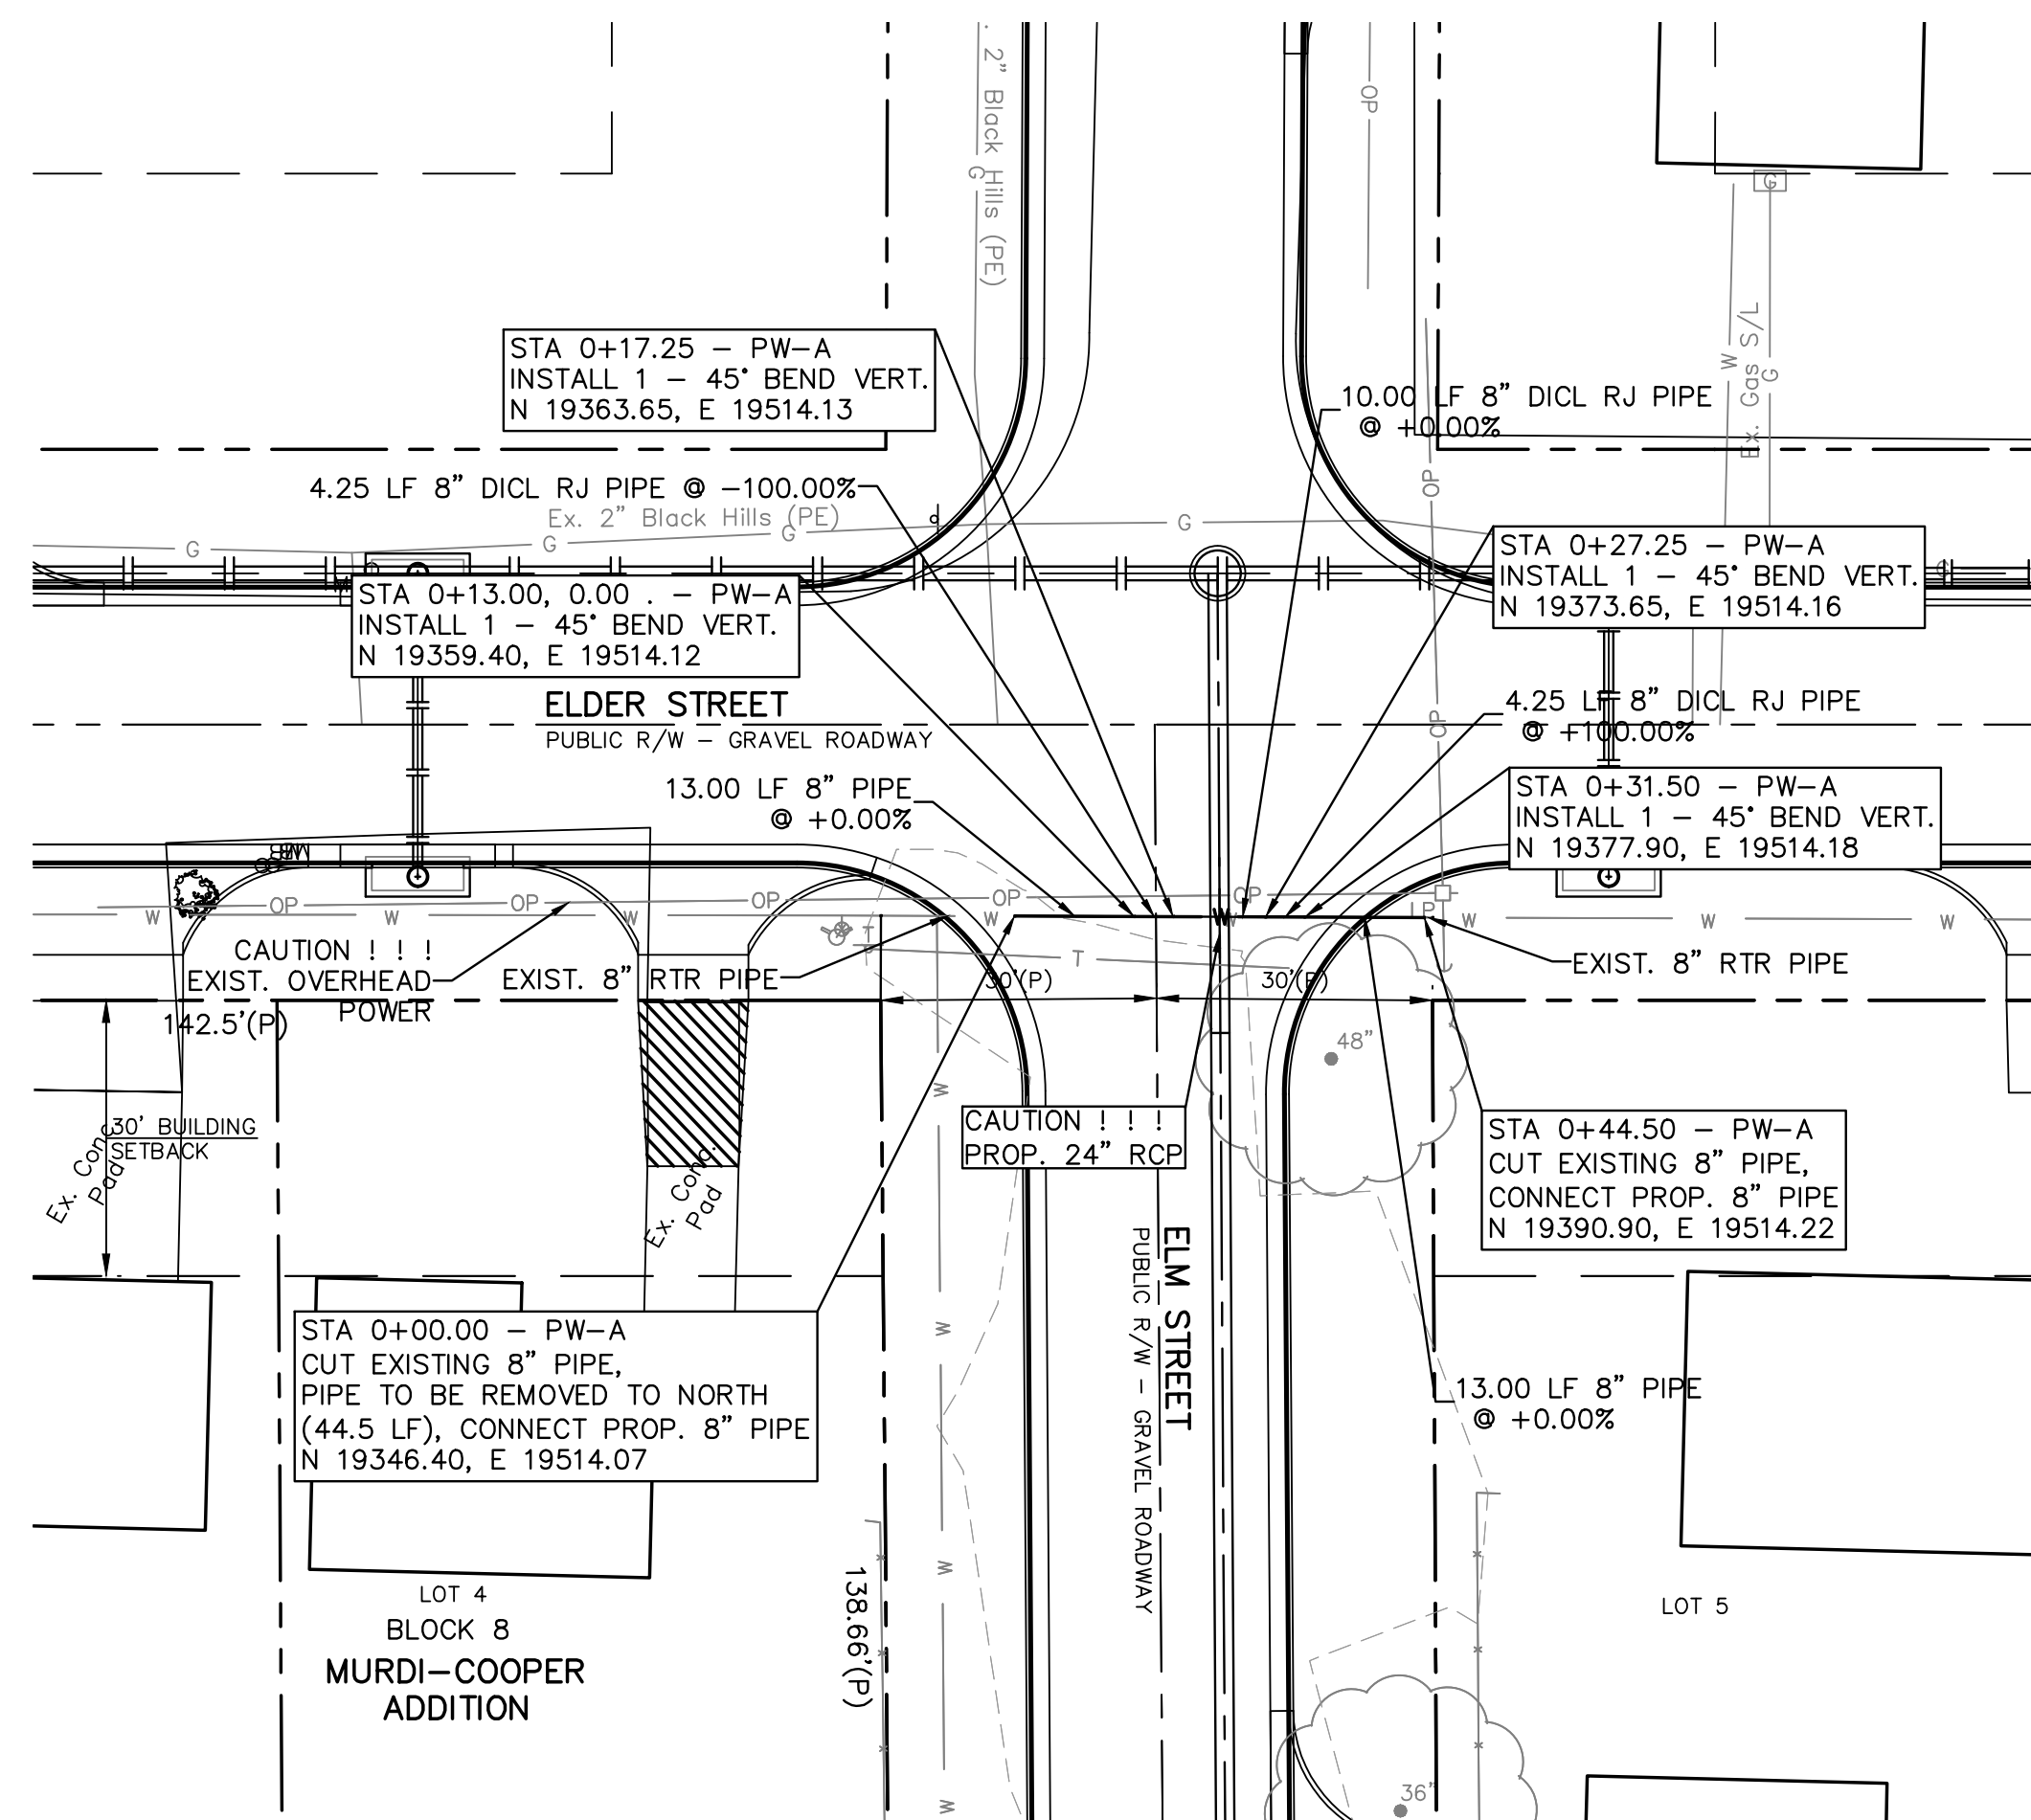 . 2” Black Hills (PE)
G
OP
G
STA 0+17.25 – PW–A
INSTALL 1 – 45° BEND VERT.
N 19363.65, E 19514.13
10.00 LF 8” DICL RJ PIPE
@ +0.00%
W
Ex. Gas S/L
G
4.25 LF 8” DICL RJ PIPE @ –100.00%
Ex. 2” Black Hills (PE)
G
G
G
G
OP
STA 0+27.25 – PW–A
INSTALL 1 – 45° BEND VERT.
N 19373.65, E 19514.16
STA 0+13.00, 0.00 . – PW–A
INSTALL 1 – 45° BEND VERT.
N 19359.40, E 19514.12
ELDER STREET
PUBLIC R/W – GRAVEL ROADWAY
OP
4.25 LF 8” DICL RJ PIPE
@ +100.00%
13.00 LF 8” PIPE
@ +0.00%
STA 0+31.50 – PW–A
INSTALL 1 – 45° BEND VERT.
N 19377.90, E 19514.18
OP
OP
OP
OP
OP
W
W
W
W
W
W
W
W
W
LP
T
T
CAUTION ! ! !
EXIST. OVERHEAD
POWER
EXIST. 8” RTR PIPE
EXIST. 8” RTR PIPE
30’(P)
30’(P)
142.5’(P)
48”
W
30’ BUILDING
SETBACK
Ex. Conc.
Pad
Ex. Conc.
Pad
CAUTION ! ! !
PROP. 24” RCP
STA 0+44.50 – PW–A
CUT EXISTING 8” PIPE,
CONNECT PROP. 8” PIPE
N 19390.90, E 19514.22
ELM STREET
PUBLIC R/W – GRAVEL ROADWAY
W
STA 0+00.00 – PW–A
CUT EXISTING 8” PIPE,
PIPE TO BE REMOVED TO NORTH
(44.5 LF), CONNECT PROP. 8” PIPE
N 19346.40, E 19514.07
13.00 LF 8” PIPE
@ +0.00%
W
138.66’(P)
LOT 4
BLOCK 8
MURDI–COOPER
ADDITION
LOT 5
36”
W